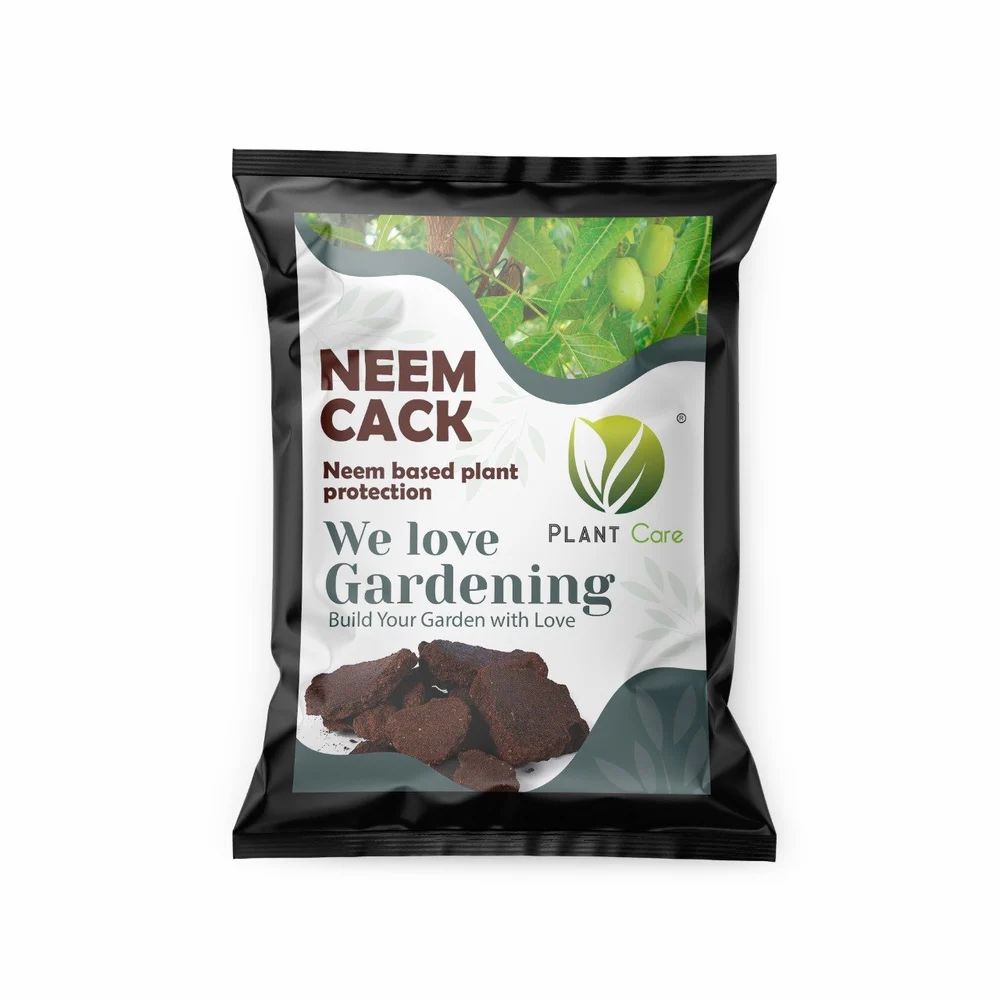 NEEM
CACK
Neem based plant
protection
®
PLANT Care
We love
Gardening
Build Your Garden with Love